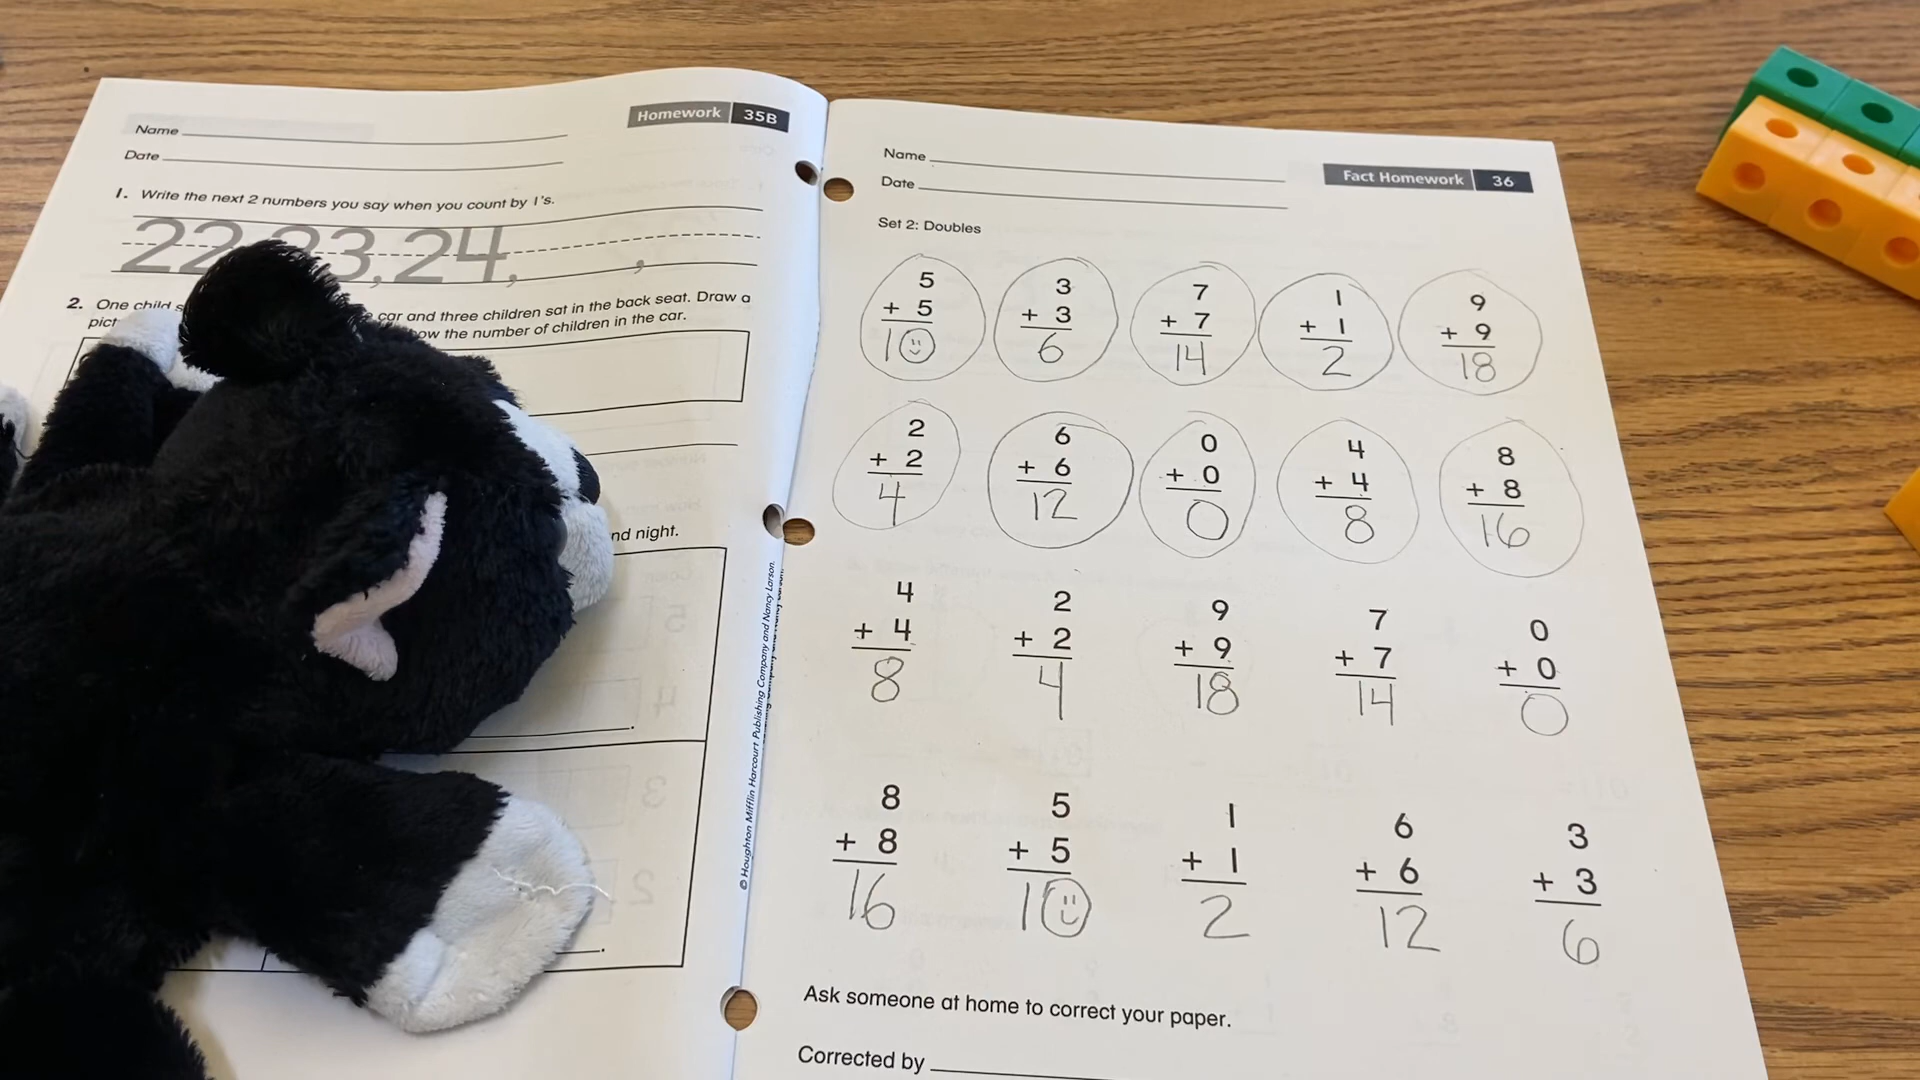 Homework 35B
Name
Date
1. Write the next 2 numbers you say when you count by 1's.
22, 23, 24, ,
2. One child s car and three children sat in the back seat. Draw a
pict ow the number of children in the car.
nd night.
.
.
© Houghton Mifflin Harcourt Publishing Company and Nancy Larson.
Name
Fact Homework 36
Date
Set 2: Doubles
5 3 7 1 9
+ 5 + 3 + 7 + 1 + 9
10 6 14 2 18
2 6 0 4 8
+ 2 + 6 + 0 + 4 + 8
4 12 0 8 16
4 2 9 7 0
+ 4 + 2 + 9 + 7 + 0
8 4 18 14 0
8 5 1 6 3
+ 8 + 5 + 1 + 6 + 3
16 10 2 12 6
Ask someone at home to correct your paper.
Corrected by